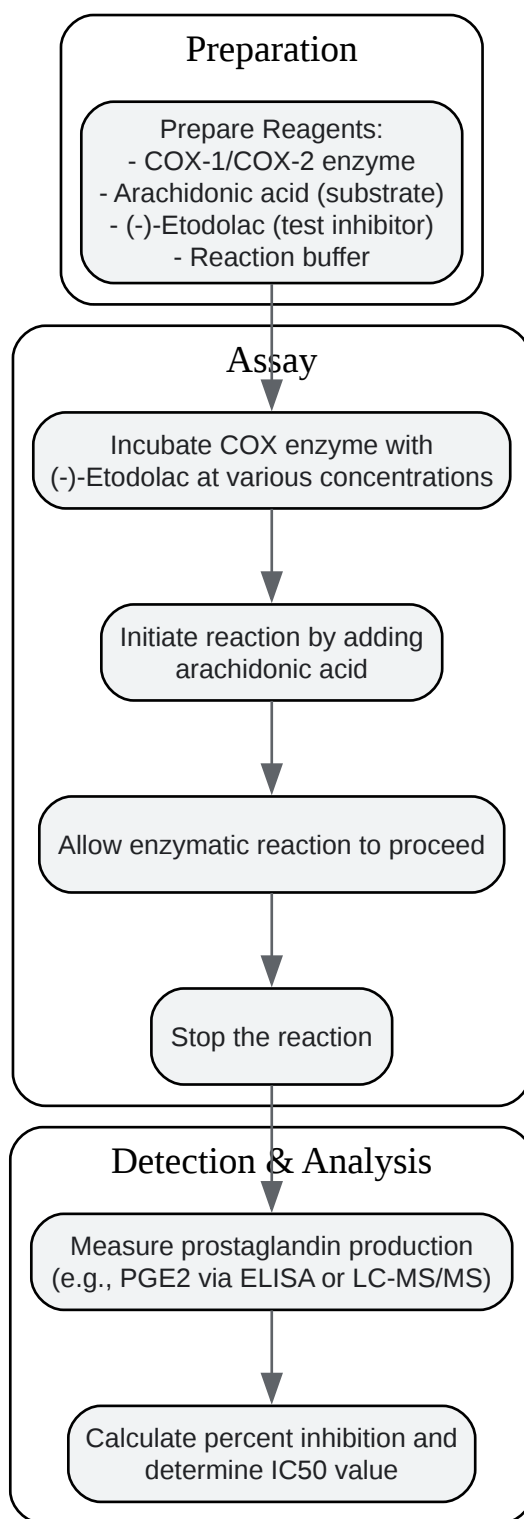 Preparation
Prepare Reagents:
- COX-1/COX-2 enzyme
- Arachidonic acid (substrate)
- (-)-Etodolac (test inhibitor)
- Reaction buffer
Assay
Incubate COX enzyme with
(-)-Etodolac at various concentrations
Initiate reaction by adding
arachidonic acid
Allow enzymatic reaction to proceed
Stop the reaction
Detection & Analysis
Measure prostaglandin production
(e.g., PGE2 via ELISA or LC-MS/MS)
Calculate percent inhibition and
determine IC50 value